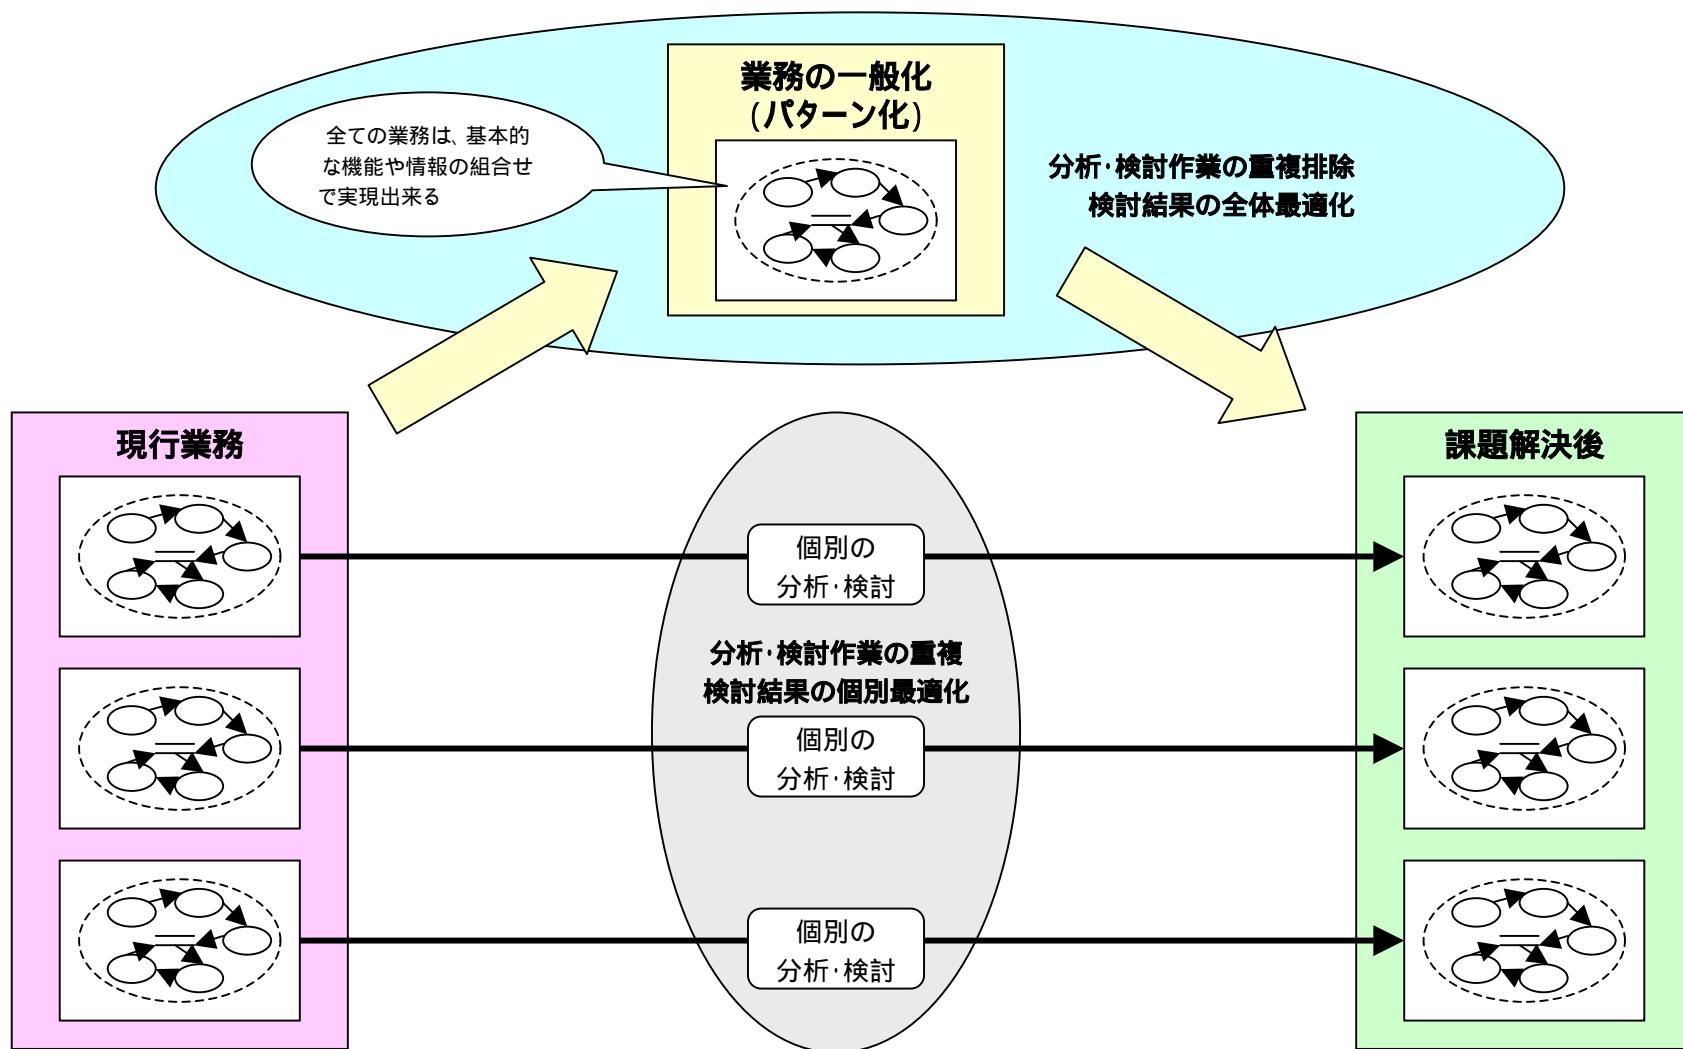 業務の一般化
(パターン化)
全ての業務は、基本的
な機能や情報の組合せ
で実現出来る
分析・検討作業の重複排除
検討結果の全体最適化
現行業務
課題解決後
個別の
分析・検討
分析・検討作業の重複
検討結果の個別最適化
個別の
分析・検討
個別の
分析・検討